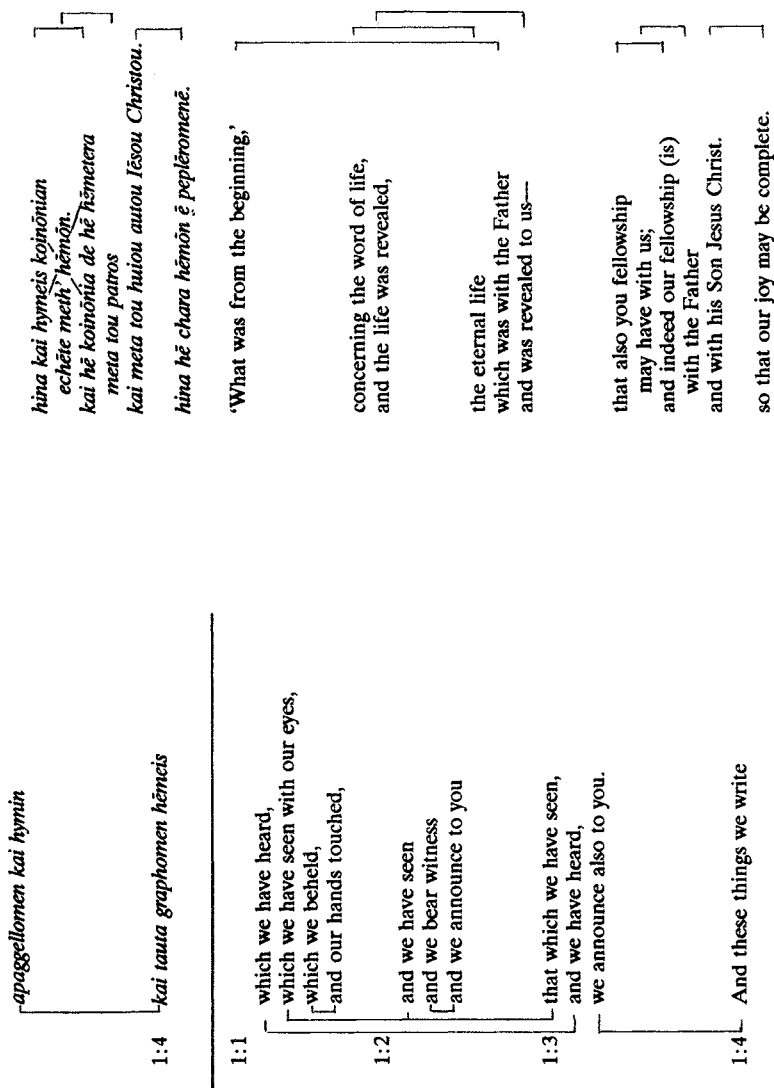 apaggellomen kai hymin
hina kai hymeis koinōnian
echēte meth' hēmōn.
kai hē koinōnia de hē hēmetera
meta tou patros
kai meta tou huiou autou Iēsou Christou.
1:4 kai tauta graphomen hēmeis
hina hē chara hēmōn ē̦ peplēromenē.
1:1 ‘What was from the beginning,’
which we have heard,
which we have seen with our eyes,
which we beheld,
and our hands touched,
concerning the word of life,
1:2 and the life was revealed,
and we have seen
and we bear witness
and we announce to you
the eternal life
which was with the Father
and was revealed to us—
1:3 that which we have seen,
and we have heard,
we announce also to you.
that also you fellowship
may have with us;
and indeed our fellowship (is)
with the Father
and with his Son Jesus Christ.
1:4 And these things we write
so that our joy may be complete.